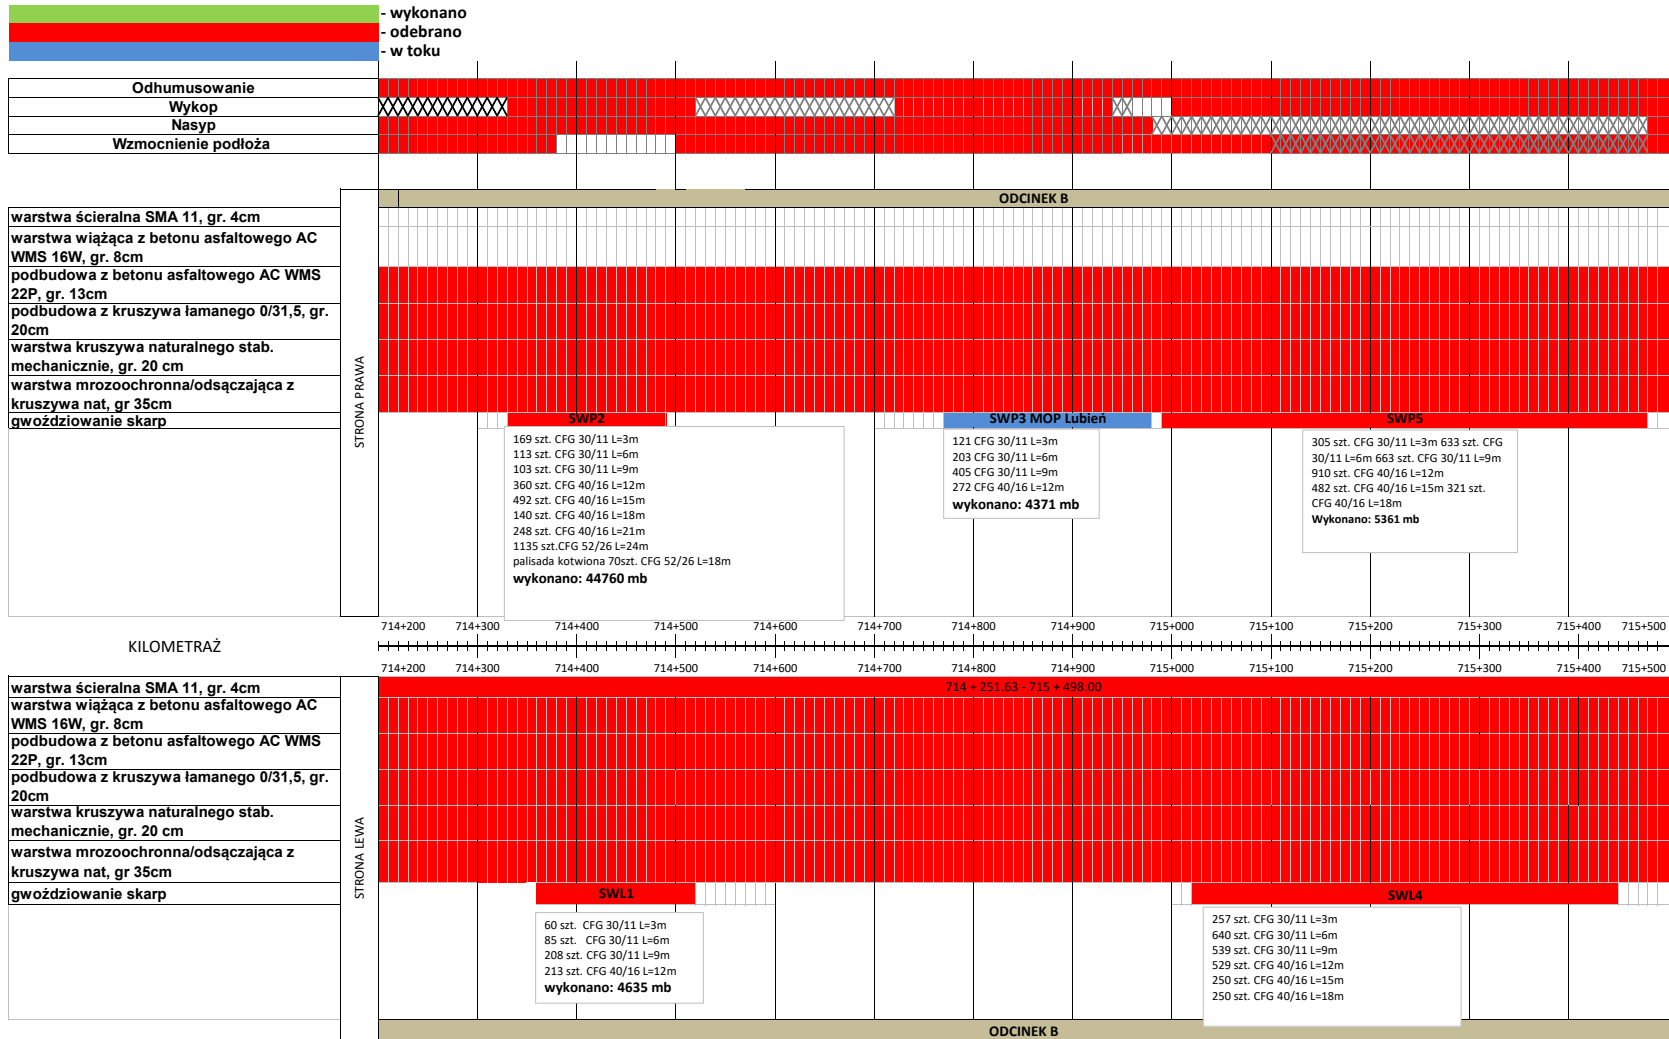 - wykonano
- odebrano
- w toku
Odhumusowanie
Wykop
Nasyp
Wzmocnienie podłoża
ODCINEK B
STRONA PRAWA
warstwa ścieralna SMA 11, gr. 4cm
warstwa wiążąca z betonu asfaltowego AC
WMS 16W, gr. 8cm
podbudowa z betonu asfaltowego AC WMS
22P, gr. 13cm
podbudowa z kruszywa łamanego 0/31,5, gr.
20cm
warstwa kruszywa naturalnego stab.
mechanicznie, gr. 20 cm
warstwa mrozoochronna/odsączająca z
kruszywa nat, gr 35cm
gwoździowanie skarp
SWP2
169 szt. CFG 30/11 L=3m
113 szt. CFG 30/11 L=6m
103 szt. CFG 30/11 L=9m
360 szt. CFG 40/16 L=12m
492 szt. CFG 40/16 L=15m
140 szt. CFG 40/16 L=18m
248 szt. CFG 40/16 L=21m
1135 szt.CFG 52/26 L=24m
palisada kotwiona 70szt. CFG 52/26 L=18m
wykonano: 44760 mb
SWP3 MOP Lubień
121 CFG 30/11 L=3m
203 CFG 30/11 L=6m
405 CFG 30/11 L=9m
272 CFG 40/16 L=12m
wykonano: 4371 mb
SWP5
305 szt. CFG 30/11 L=3m 633 szt. CFG
30/11 L=6m 663 szt. CFG 30/11 L=9m
910 szt. CFG 40/16 L=12m
482 szt. CFG 40/16 L=15m 321 szt.
CFG 40/16 L=18m
Wykonano: 5361 mb
714+200 714+300 714+400 714+500 714+600 714+700 714+800 714+900 715+000 715+100 715+200 715+300 715+400 715+500
KILOMETRAŻ
714+200 714+300 714+400 714+500 714+600 714+700 714+800 714+900 715+000 715+100 715+200 715+300 715+400 715+500
STRONA LEWA
warstwa ścieralna SMA 11, gr. 4cm
714 + 251.63 - 715 + 498.00
warstwa wiążąca z betonu asfaltowego AC
WMS 16W, gr. 8cm
podbudowa z betonu asfaltowego AC WMS
22P, gr. 13cm
podbudowa z kruszywa łamanego 0/31,5, gr.
20cm
warstwa kruszywa naturalnego stab.
mechanicznie, gr. 20 cm
warstwa mrozoochronna/odsączająca z
kruszywa nat, gr 35cm
gwoździowanie skarp
SWL1
60 szt. CFG 30/11 L=3m
85 szt. CFG 30/11 L=6m
208 szt. CFG 30/11 L=9m
213 szt. CFG 40/16 L=12m
wykonano: 4635 mb
SWL4
257 szt. CFG 30/11 L=3m
640 szt. CFG 30/11 L=6m
539 szt. CFG 30/11 L=9m
529 szt. CFG 40/16 L=12m
250 szt. CFG 40/16 L=15m
250 szt. CFG 40/16 L=18m
ODCINEK B